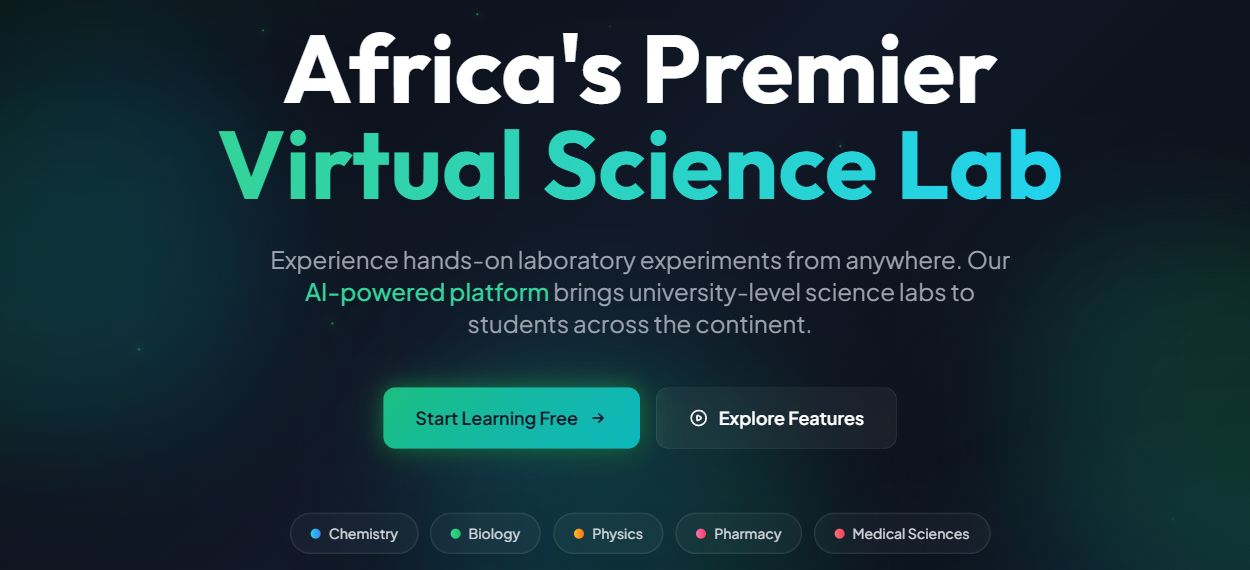 Africa's Premier
Virtual Science Lab
Experience hands-on laboratory experiments from anywhere. Our
AI-powered platform brings university-level science labs to
students across the continent.
Start Learning Free →
Explore Features
Chemistry
Biology
Physics
Pharmacy
Medical Sciences